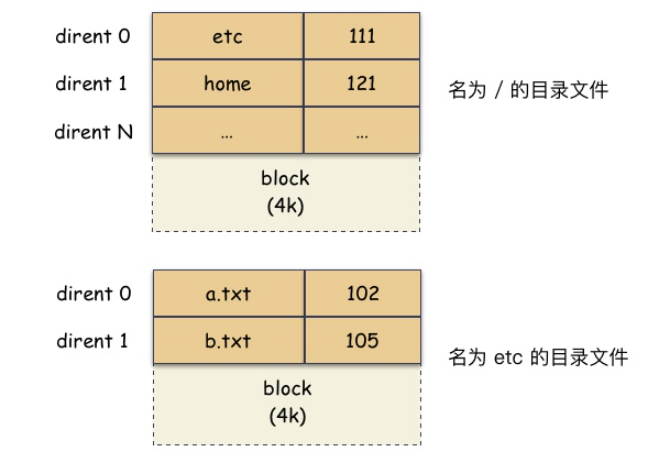 dirent 0 etc 111
dirent 1 home 121
名为 / 的目录文件
dirent N ... ...
block
(4k)
dirent 0 a.txt 102
dirent 1 b.txt 105
名为 etc 的目录文件
block
(4k)